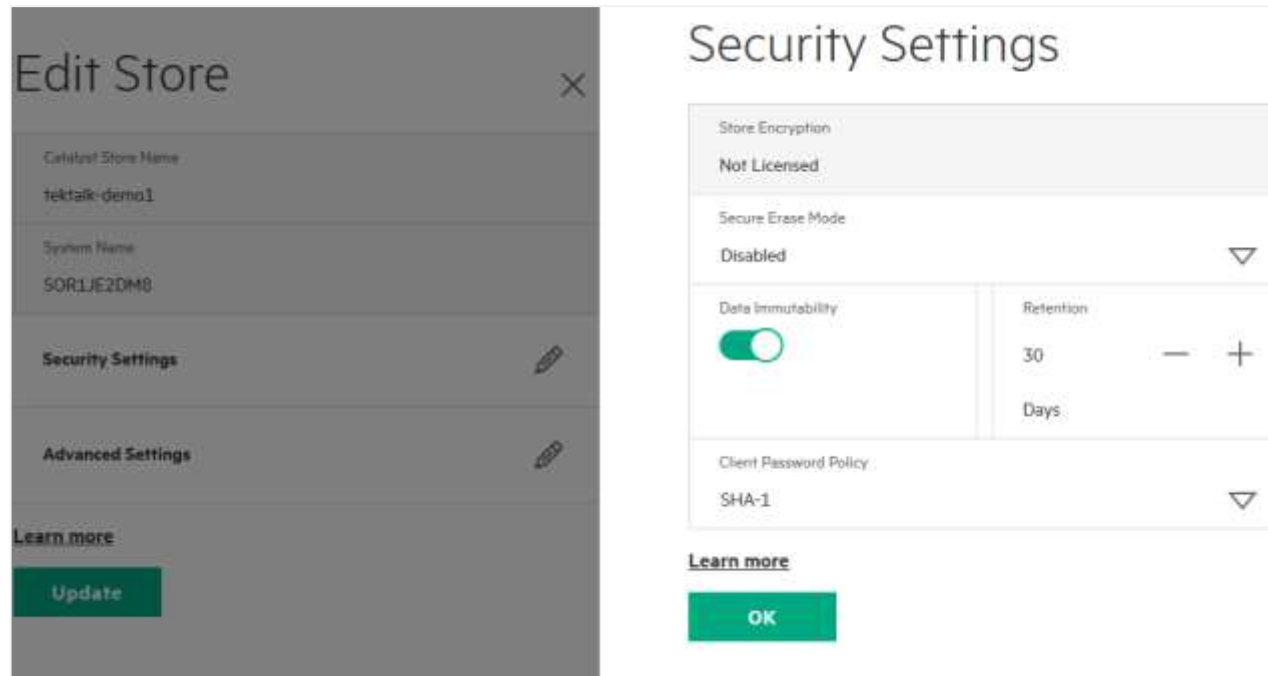 Edit Store
Catalyst Store Name
tektalk-demo1
System Name
SOR1JE2DM8
Security Settings
Advanced Settings
Learn more
Update
Security Settings
Store Encryption
Not Licensed
Secure Erase Mode
Disabled
Data Immutability
Retention
30
Days
Client Password Policy
SHA-1
Learn more
OK